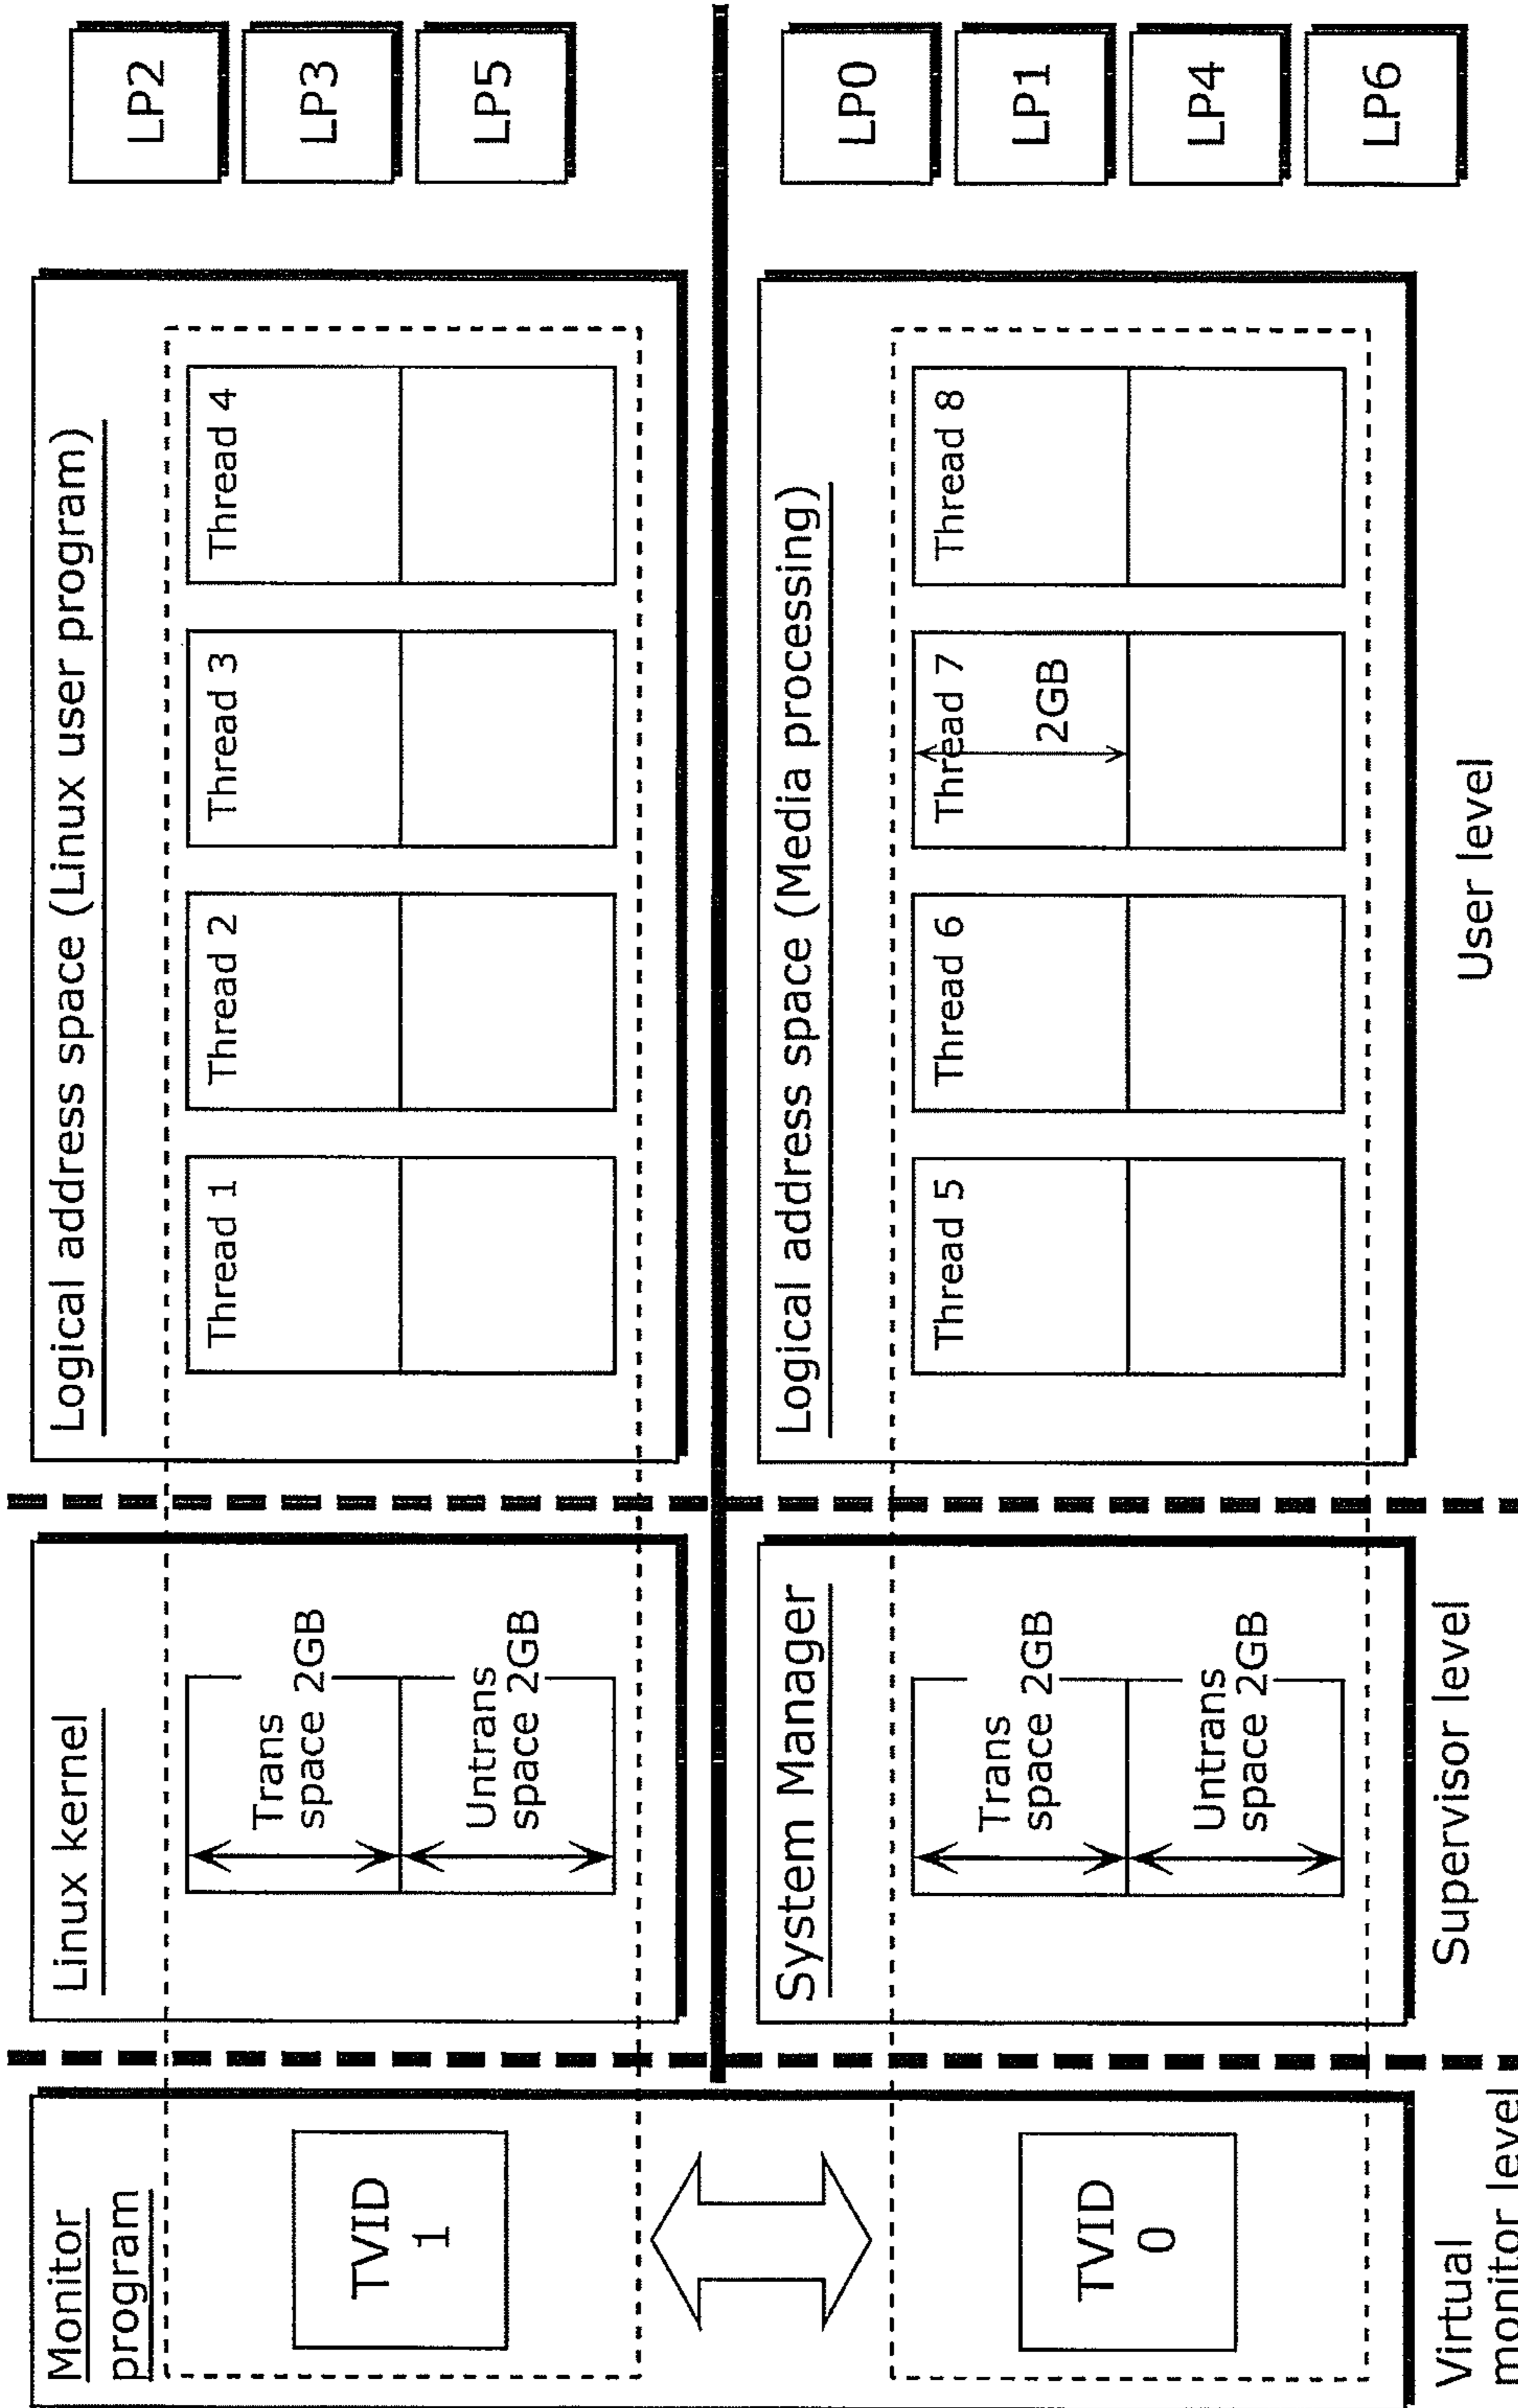 Monitor
program
TVID
1
TVID
0
Virtual
monitor level
Linux kernel
Trans
space 2GB
Untrans
space 2GB
System Manager
Trans
space 2GB
Untrans
space 2GB
Supervisor level
Logical address space (Linux user program)
Thread 1
Thread 2
Thread 3
Thread 4
Logical address space (Media processing)
Thread 5
Thread 6
Thread 7
2GB
Thread 8
User level
LP2
LP3
LP5
LP0
LP1
LP4
LP6